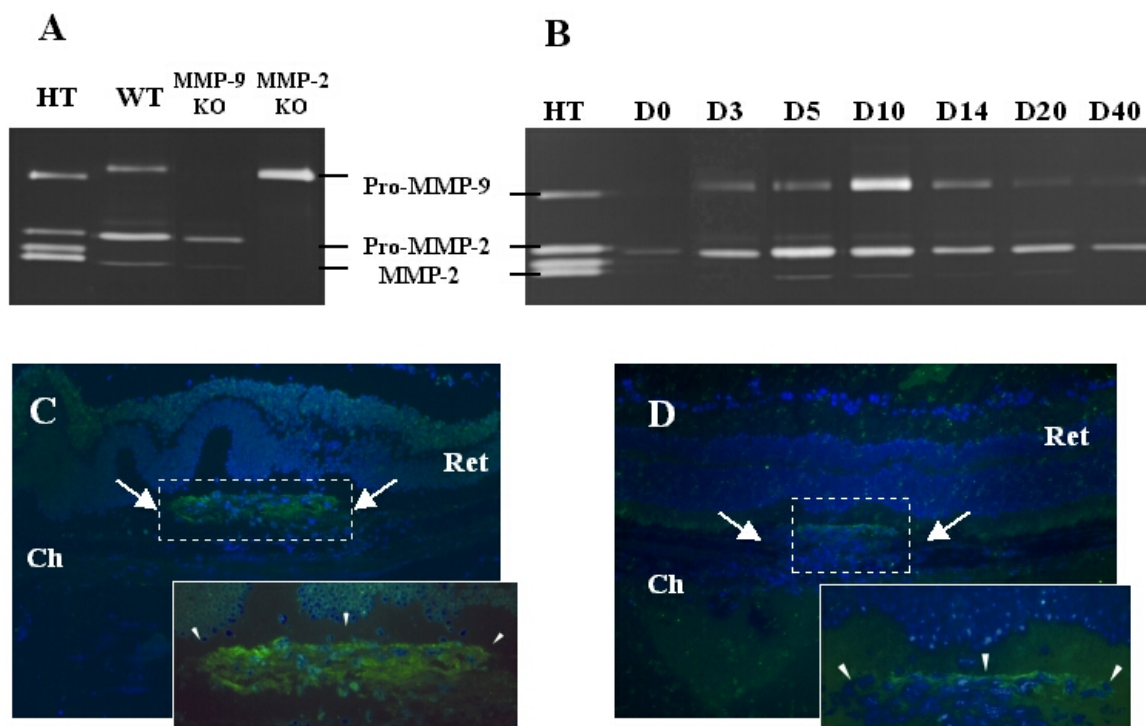 A
B
HT WT MMP-9 KO MMP-2 KO
HT D0 D3 D5 D10 D14 D20 D40
Pro-MMP-9
Pro-MMP-2
MMP-2
C
Ret
Ch
D
Ret
Ch